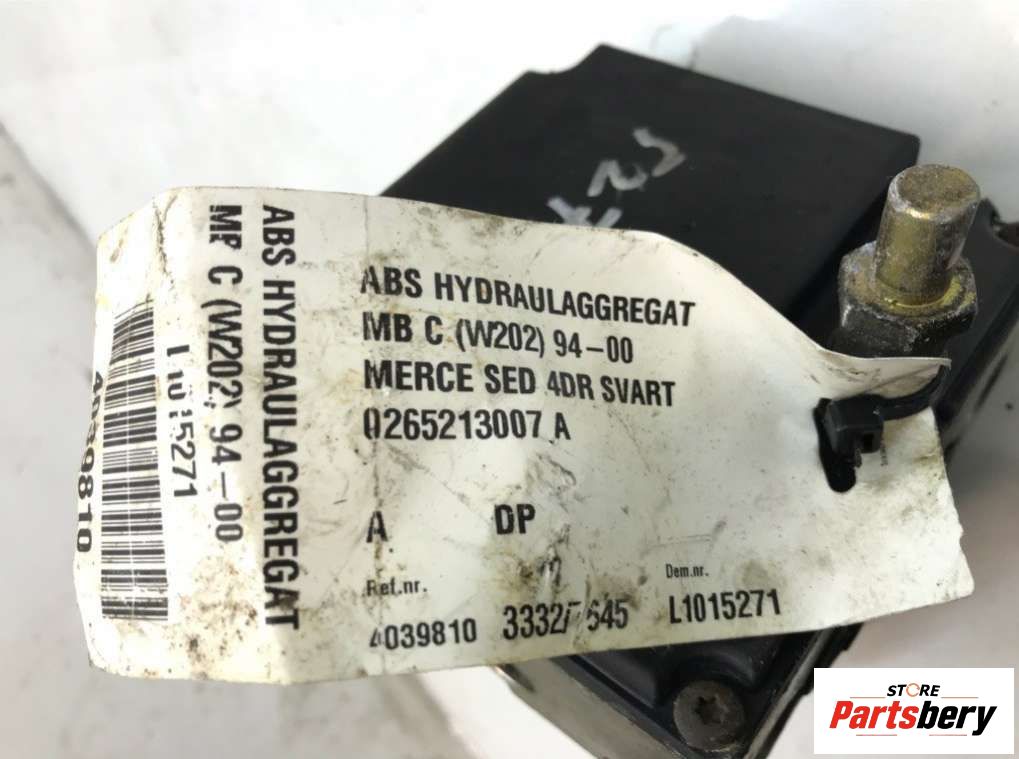 ABS HYDRAULAGGREGAT
MB C (W202) 94-00
MERCE SED 4DR SVART
0265213007 A
A DP
Ref.nr. Dem.nr.
4039810 L1015271
ABS HYDRAULAGGREGAT
MB C (W202) 94-00
L1015271
4039810
STORE
Partsbery